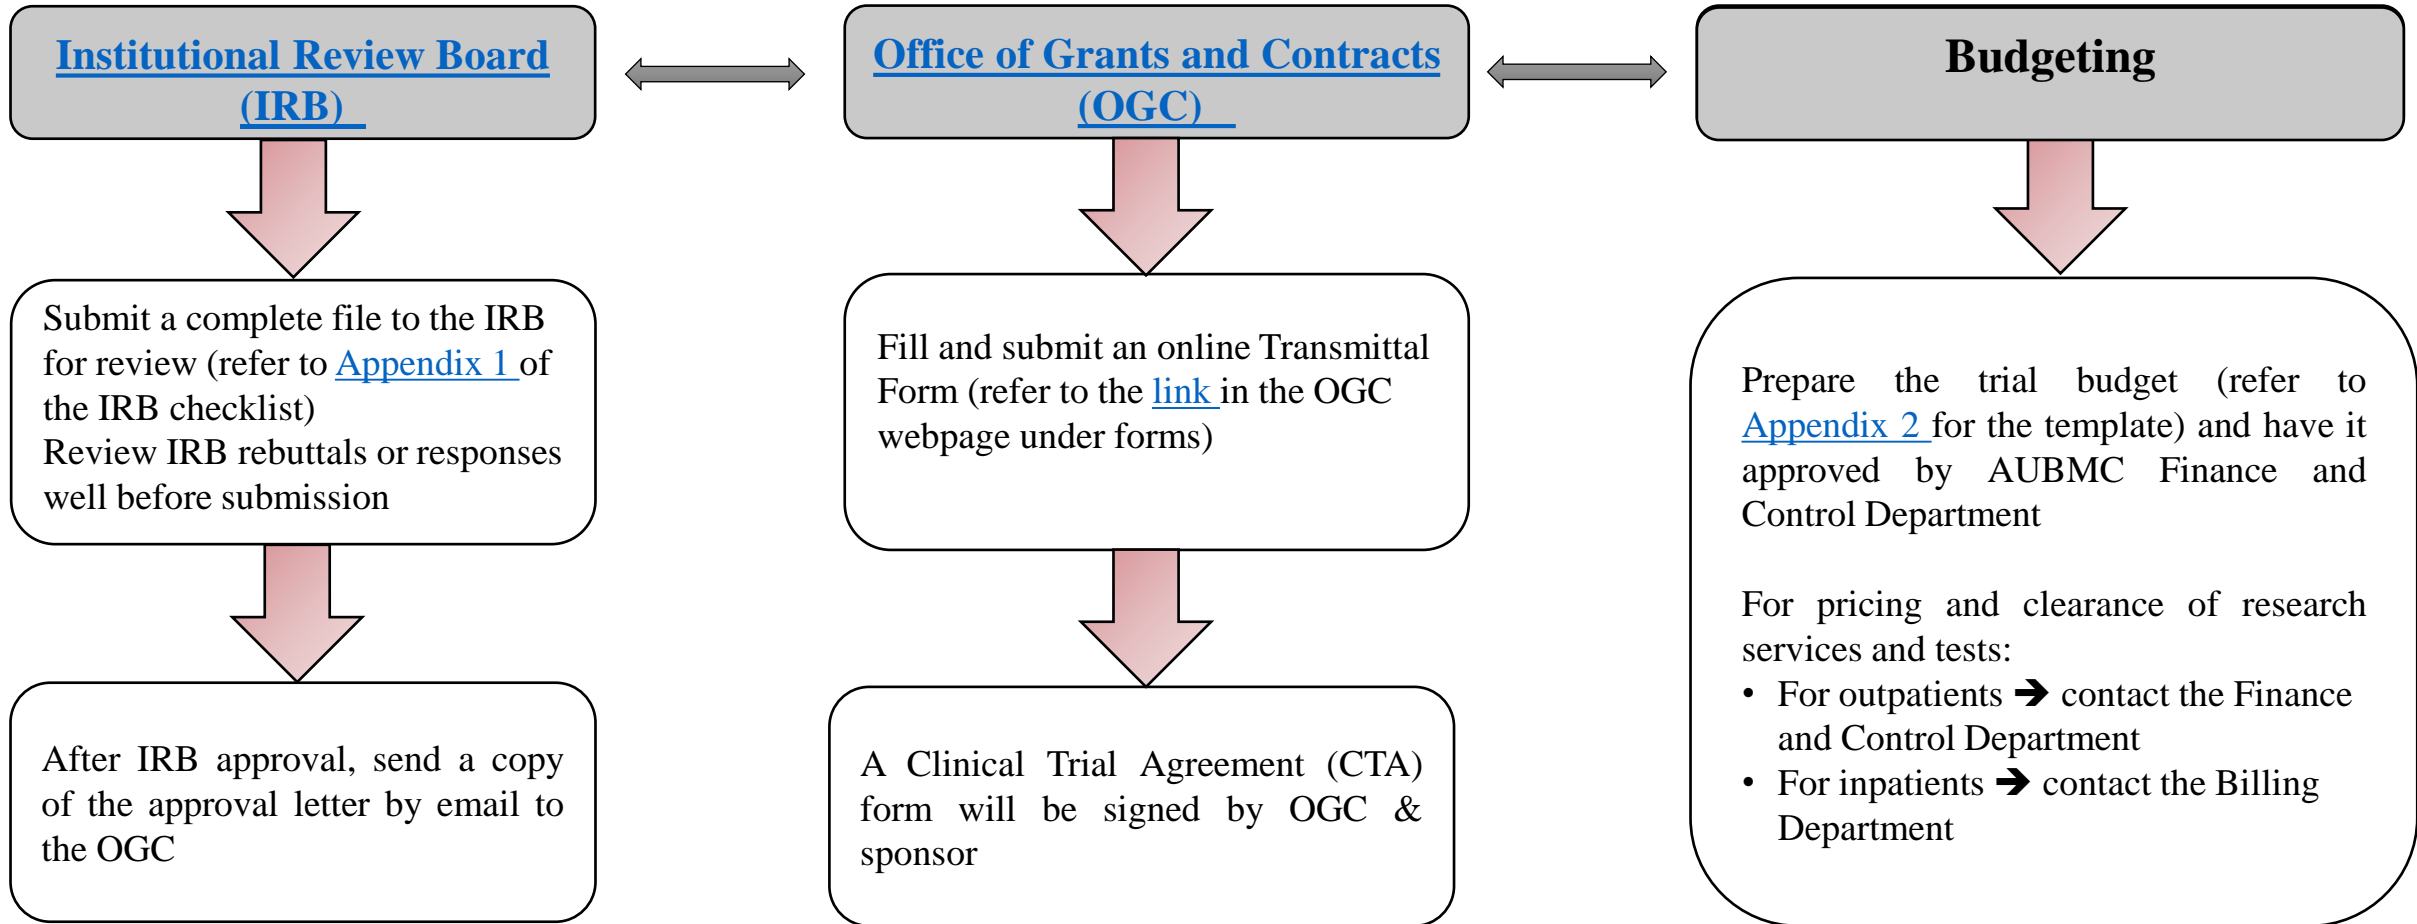 Institutional Review Board
(IRB)
Office of Grants and Contracts
(OGC)
Budgeting
Submit a complete file to the IRB
for review (refer to Appendix 1 of
the IRB checklist)
Review IRB rebuttals or responses
well before submission
After IRB approval, send a copy
of the approval letter by email to
the OGC
Fill and submit an online Transmittal
Form (refer to the link in the OGC
webpage under forms)
A Clinical Trial Agreement (CTA)
form will be signed by OGC &
sponsor
Prepare the trial budget (refer to
Appendix 2 for the template) and have it
approved by AUBMC Finance and
Control Department
For pricing and clearance of research
services and tests:
• For outpatients ➔ contact the Finance
and Control Department
• For inpatients ➔ contact the Billing
Department